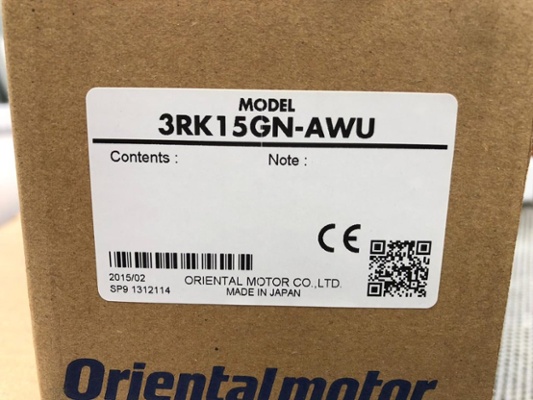 MODEL
3RK15GN-AWU
Contents : Note :
CE
2015/02 ORIENTAL MOTOR CO.,LTD.
SP9 1312114 MADE IN JAPAN
Orientalmotor